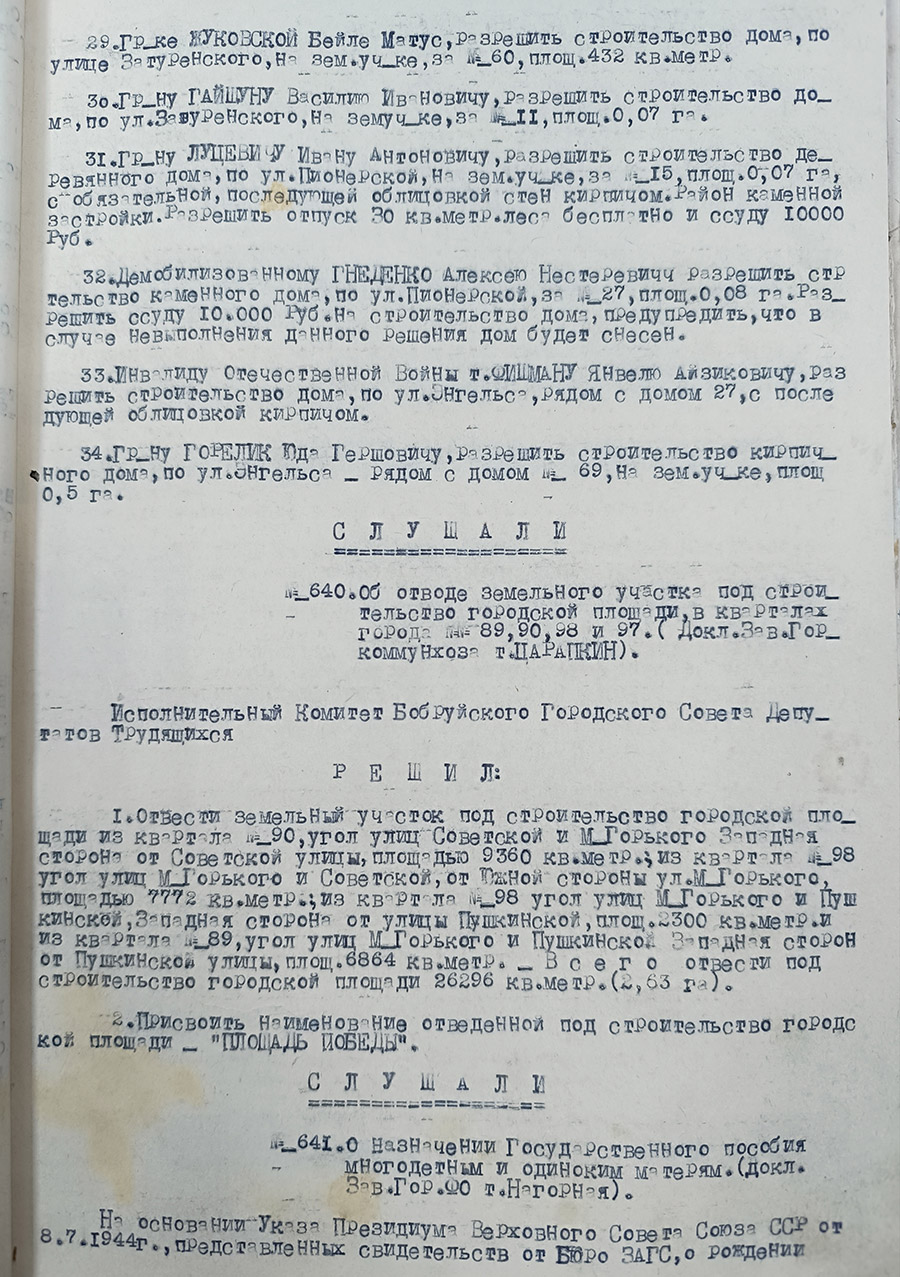 29.Гр_ке ЖУКОВСКОЙ Бейле Матус,разрешить строительство дома,по
улице Затуренского,на зем.уч_ке,за №_60,площ.432 кв.метр.
30.Гр_ну ГАЙШУНУ Василию Ивановичу,разрешить строительство до_
ма,по ул.Затуренского,на земуч_ке,за №_II,площ.0,07 га.
31.Гр_ну ЛУЦЕВИЧУ Ивану Антоновичу,разрешить строительство де_
ревянного дома,по ул.Пионерской,на зем.уч_ке,за №_15,площ.0,07 га,
с обязательной,последующей облицовкой стен кирпичом.Район каменной
застройки.Разрешить отпуск 30 кв.метр.леса бесплатно и ссуду I0000
Руб.
32.Демобилизованному ГНЕДЕНКО Алексею Нестеревичч разрешить стр
тельство каменного дома,по ул.Пионерской,за №_27,площ.0,08 га.Раз_
решить ссуду I0.000 Руб.на строительство дома,предупредить,что в
случае невыполнения данного решения дом будет снесен.
33.Инвалиду Отечественной Войны т.ФИШМАНУ Янвелю Айзиковичу,раз
решить строительство дома,по ул.Энгельса,рядом с домом 27,с после
дующей облицовкой кирпичом.
34.Гр_ну ГОРЕЛИК Юда Гершовичу,разрешить строительство кирпич_
ного дома,по ул.Энгельса _ рядом с домом №_ 69,на зем.уч_ке,площ
0,5 га.
С Л У Ш А Л И
====================
№_640.Об отводе земельного участка под строи_
тельство городской площади,в кварталах
города №№ 89,90,98 и 97.( Докл.Зав.Гор_
коммунхоза т.ЦАРАПКИН).
Исполнительный Комитет Бобруйского Городского Совета Депу_
татов Трудящихся
Р Е Ш И Л:
I.Отвести земельный участок под строительство городской пло_
щади из квартала №_90,угол улиц Советской и М_Горького Западная
сторона от Советской улицы,площадью 9360 кв.метр.;из квартала №_98
угол улиц М_Горького и Советской,от Южной стороны ул.М_Горького,
площадью 7772 кв.метр.;из квартала №_98 угол улиц М_Горького и Пуш
кинской,Западная сторона от улицы Пушкинской,площ.2300 кв.метр.и
из квартала №_89,угол улиц М_Горького и Пушкинской Западная сторон
от Пушкинской улицы,площ.6864 кв.метр. _ В с е г о отвести под
строительство городской площади 26296 кв.метр.(2,63 га).
2.Присвоить наименование отведенной под строительство городс
кой площади _ "ПЛОЩАДЬ ПОБЕДЫ".
С Л У Ш А Л И
====================
№_641.О назначении Государственного пособия
многодетным и одиноким матерям.(докл.
Зав.Гор.ФО т.Нагорная).
На основании Указа Президиума Верховного Совета Союза ССР от
8.7.1944г.,представленных свидетельств от Бюро ЗАГС,о рождении